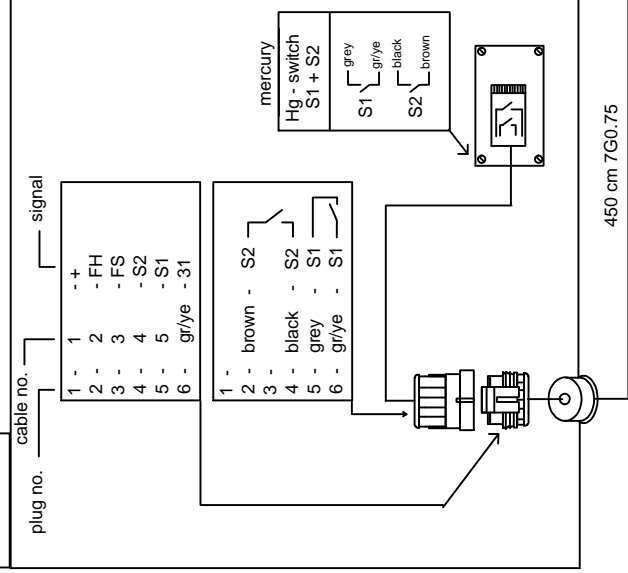 plug no.
cable no.
signal
1 - 1 - +
2 - 2 - FH
3 - 3 - FS
4 - 4 - S2
5 - 5 - S1
6 - gr/ye - 31
1 -
2 - brown - S2
3 -
4 - black - S2
5 - grey - S1
6 - gr/ye - S1
mercury
Hg - switch
S1 + S2
S1
grey
gr/ye
S2
black
brown
450 cm 7G0.75